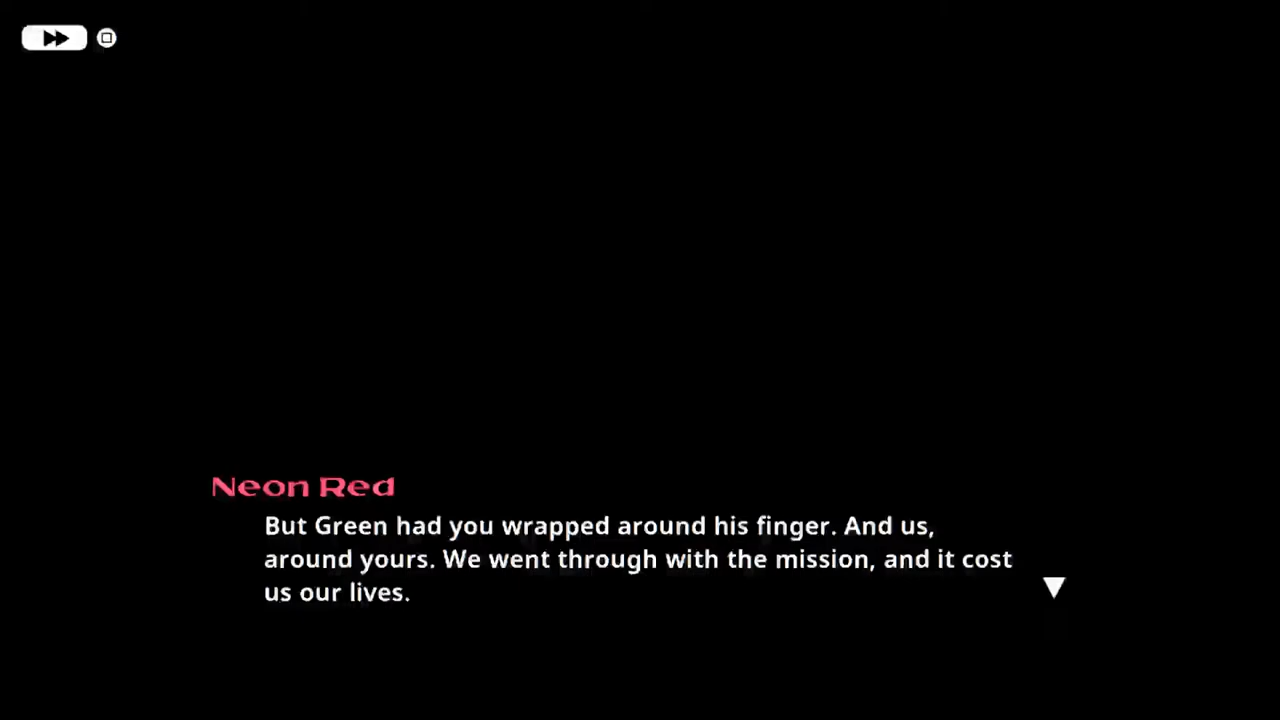 Neon Red
But Green had you wrapped around his finger. And us,
around yours. We went through with the mission, and it cost
us our lives.